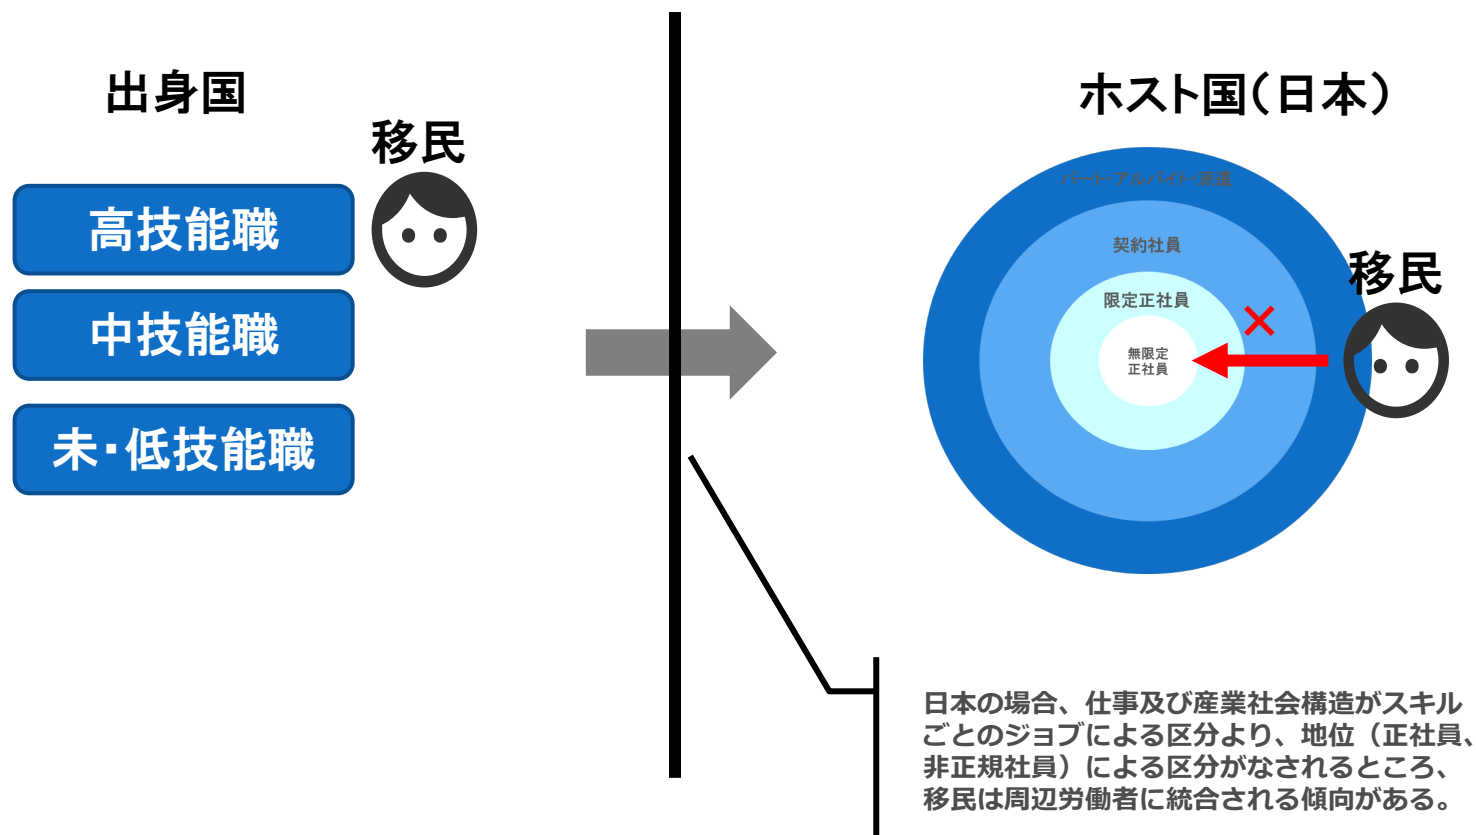 出身国
移民
高技能職
中技能職
未・低技能職
ホスト国(日本)
パート・アルバイト・派遣
契約社員
限定正社員
無限定
正社員
移民
日本の場合、仕事及び産業社会構造がスキル
ごとのジョブによる区分より、地位(正社員、
非正規社員)による区分がなされるところ、
移民は周辺労働者に統合される傾向がある。